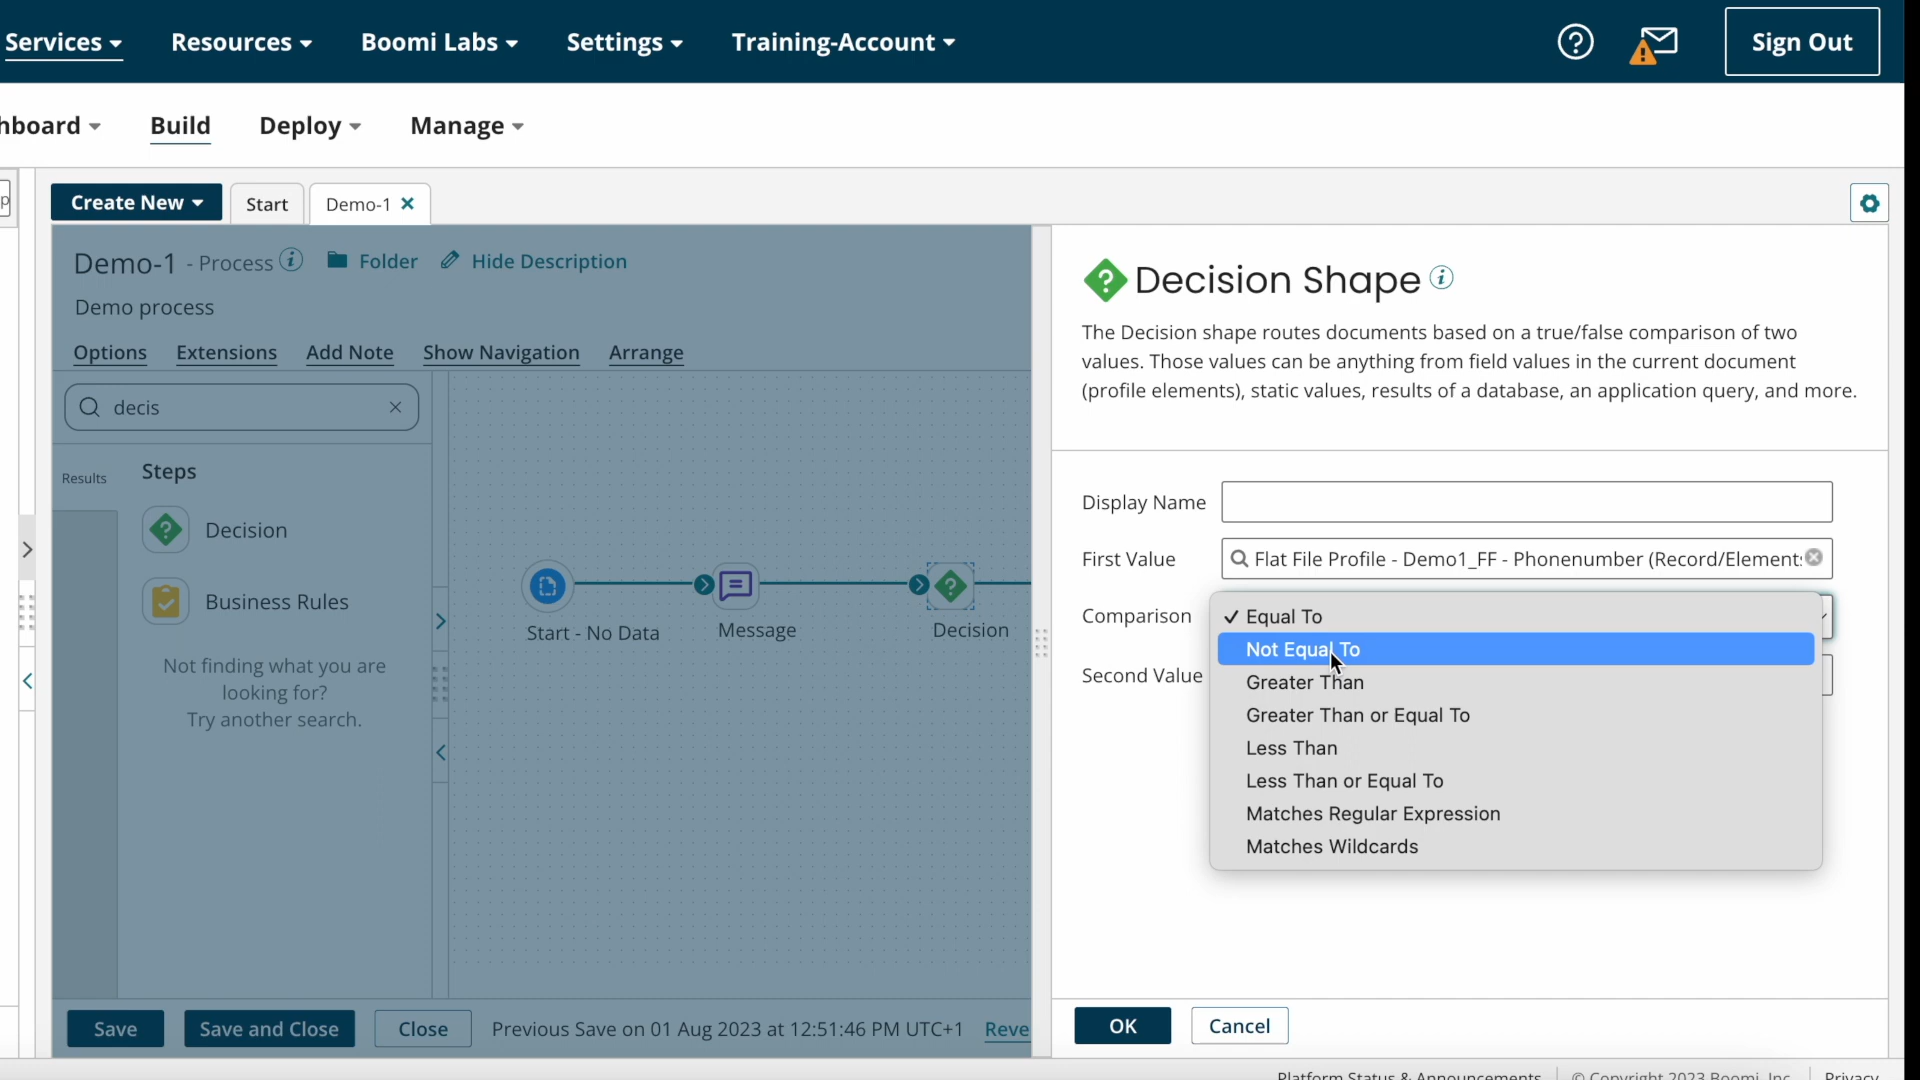 Services
Resources
Boomi Labs
Settings
Training-Account
Sign Out
hboard
Build
Deploy
Manage
Create New
Start
Demo-1
Demo-1 - Process
Folder
Hide Description
Demo process
Options
Extensions
Add Note
Show Navigation
Arrange
decis
Results
Steps
Decision
Business Rules
Not finding what you are
looking for?
Try another search.
Start - No Data
Message
Decision
Save
Save and Close
Close
Previous Save on 01 Aug 2023 at 12:51:46 PM UTC+1
Reve
Decision Shape
The Decision shape routes documents based on a true/false comparison of two
values. Those values can be anything from field values in the current document
(profile elements), static values, results of a database, an application query, and more.
Display Name
First Value
Flat File Profile - Demo1_FF - Phonenumber (Record/Element
Comparison
✓ Equal To
Not Equal To
Second Value
Greater Than
Greater Than or Equal To
Less Than
Less Than or Equal To
Matches Regular Expression
Matches Wildcards
OK
Cancel
Platform Status & Announcements
© Copyright 2023 Boomi, Inc.
Privacy